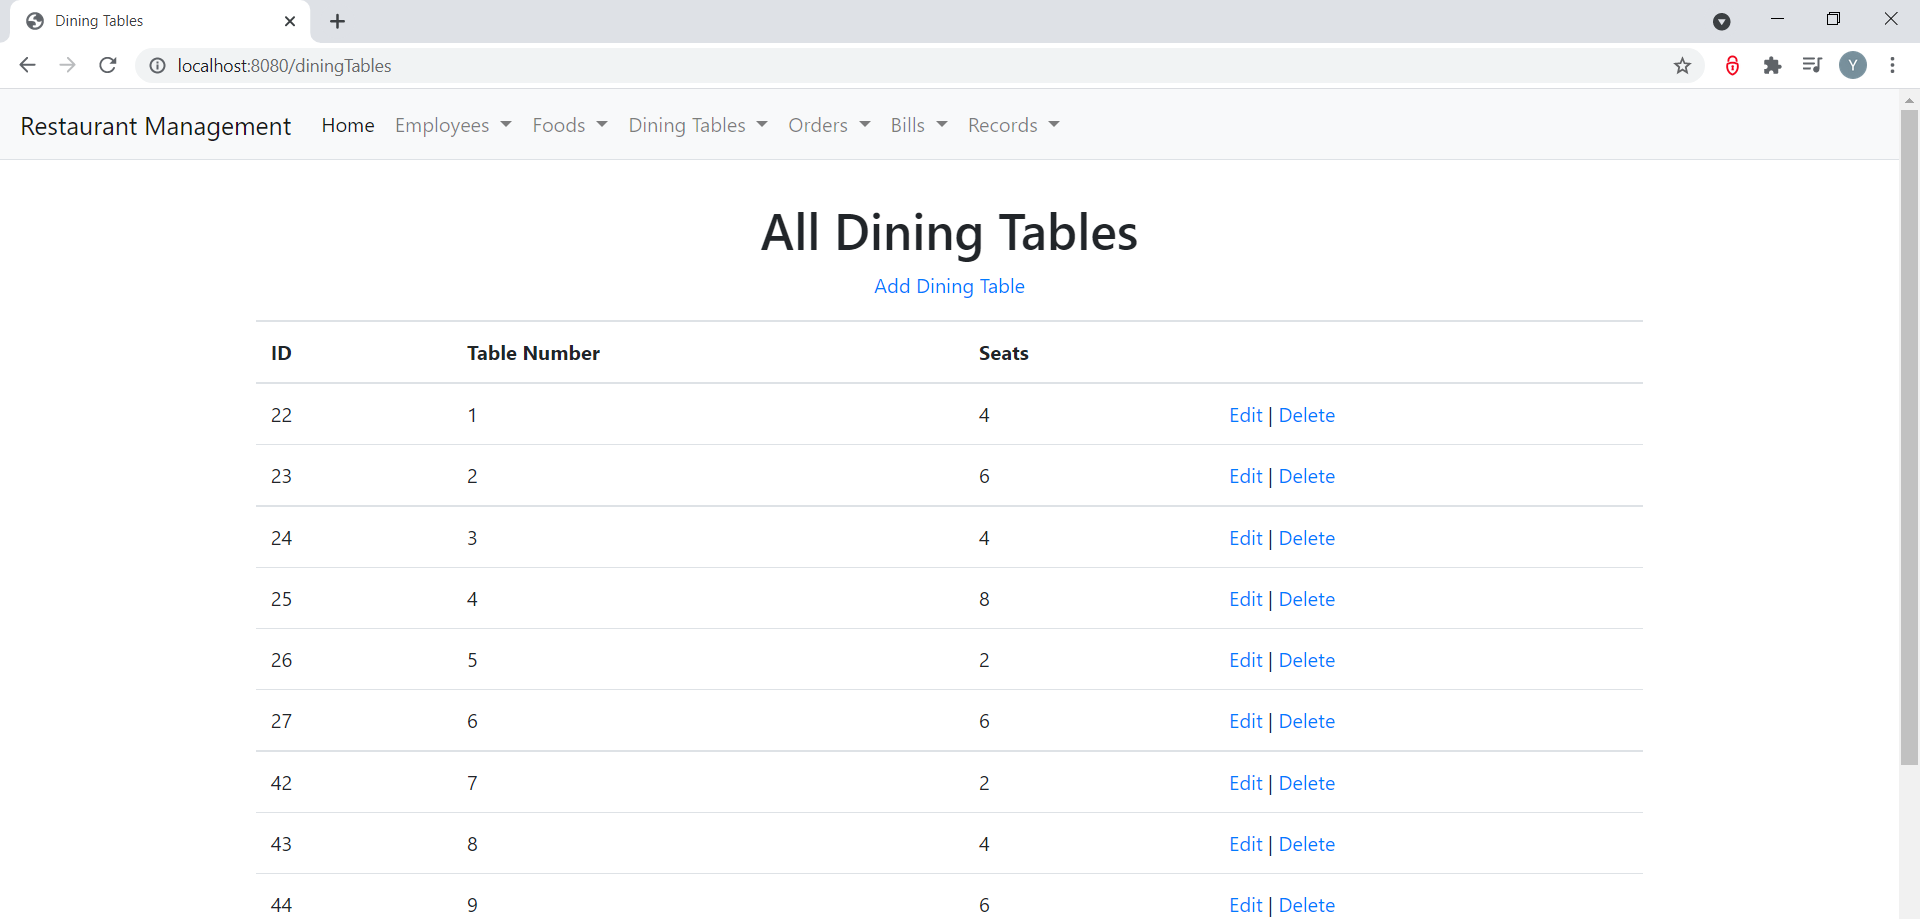 Dining Tables
localhost:8080/diningTables
Y
Restaurant Management Home Employees Foods Dining Tables Orders Bills Records
All Dining Tables
Add Dining Table
ID Table Number Seats
22 1 4 Edit | Delete
23 2 6 Edit | Delete
24 3 4 Edit | Delete
25 4 8 Edit | Delete
26 5 2 Edit | Delete
27 6 6 Edit | Delete
42 7 2 Edit | Delete
43 8 4 Edit | Delete
44 9 6 Edit | Delete